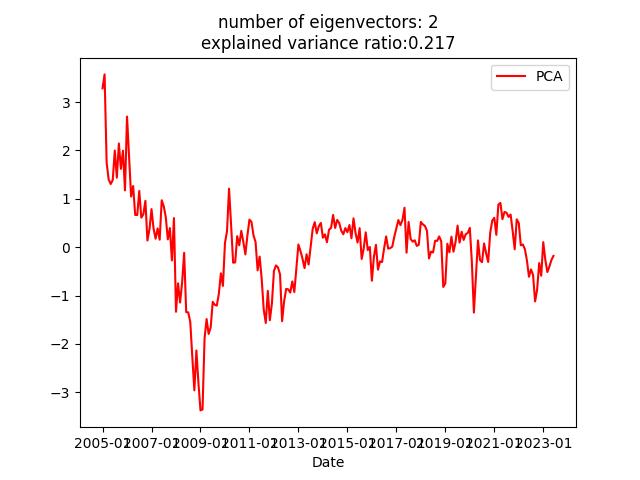 number of eigenvectors: 2
explained variance ratio:0.217
PCA
3
2
1
0
−1
−2
−3
2005-01 2007-01 2009-01 2011-01 2013-01 2015-01 2017-01 2019-01 2021-01 2023-01
Date